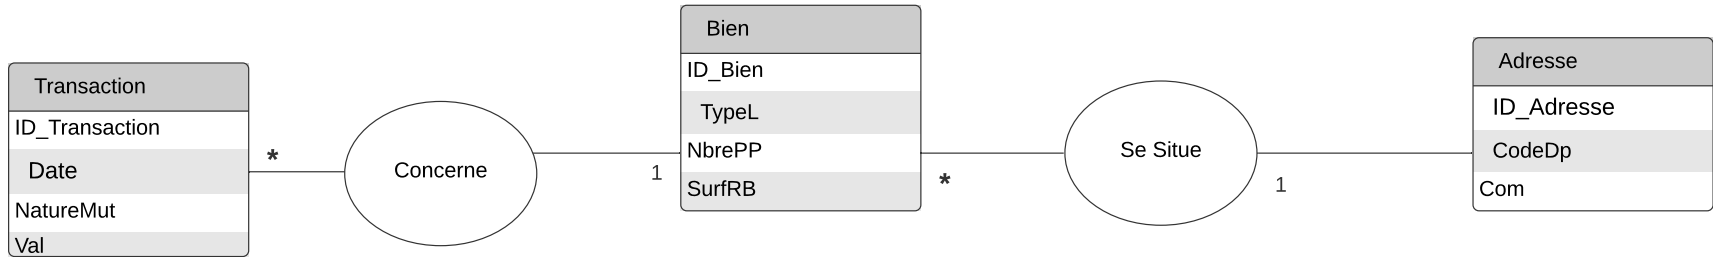 Transaction
ID_Transaction
Date
NatureMut
Val
*
Concerne
1
Bien
ID_Bien
TypeL
NbrePP
SurfRB
*
Se Situe
1
Adresse
ID_Adresse
CodeDp
Com